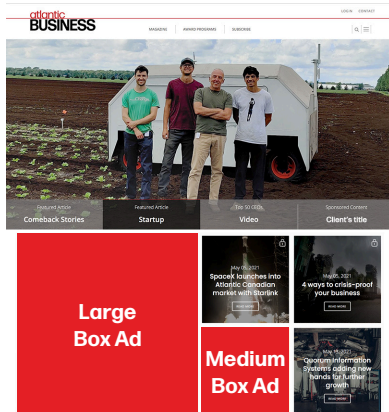 LOG IN CONTACT
atlantic
BUSINESS
MAGAZINE AWARD PROGRAMS SUBSCRIBE
Featured Article
Comeback Stories
Featured Article
Startup
Top 50 CEOs
Video
Sponsored Content
Client's title
Large
Box Ad
May 05, 2021
SpaceX launches into
Atlantic Canadian
market with Starlink
READ MORE
May 05, 2021
4 ways to crisis-proof
your business
READ MORE
Medium
Box Ad
May 19, 2021
Quorum Information
Systems adding new
hands for further
growth
READ MORE